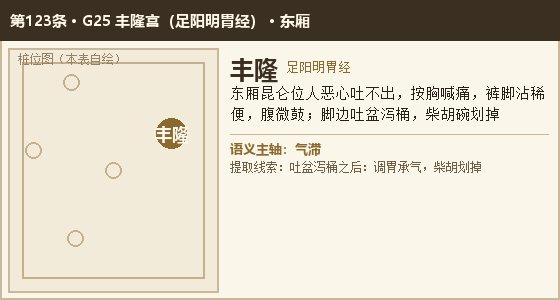 第123条 · G25 丰隆宫（足阳明胃经）· 东厢
桩位图（本表自绘）
丰隆
丰隆 足阳明胃经
东厢昆仑位人恶心吐不出，按胸喊痛，裤脚沾稀
便，腹微鼓；脚边吐盆泻桶，柴胡碗划掉
语义主轴：气滞
提取线索：吐盆泻桶之后：调胃承气，柴胡划掉